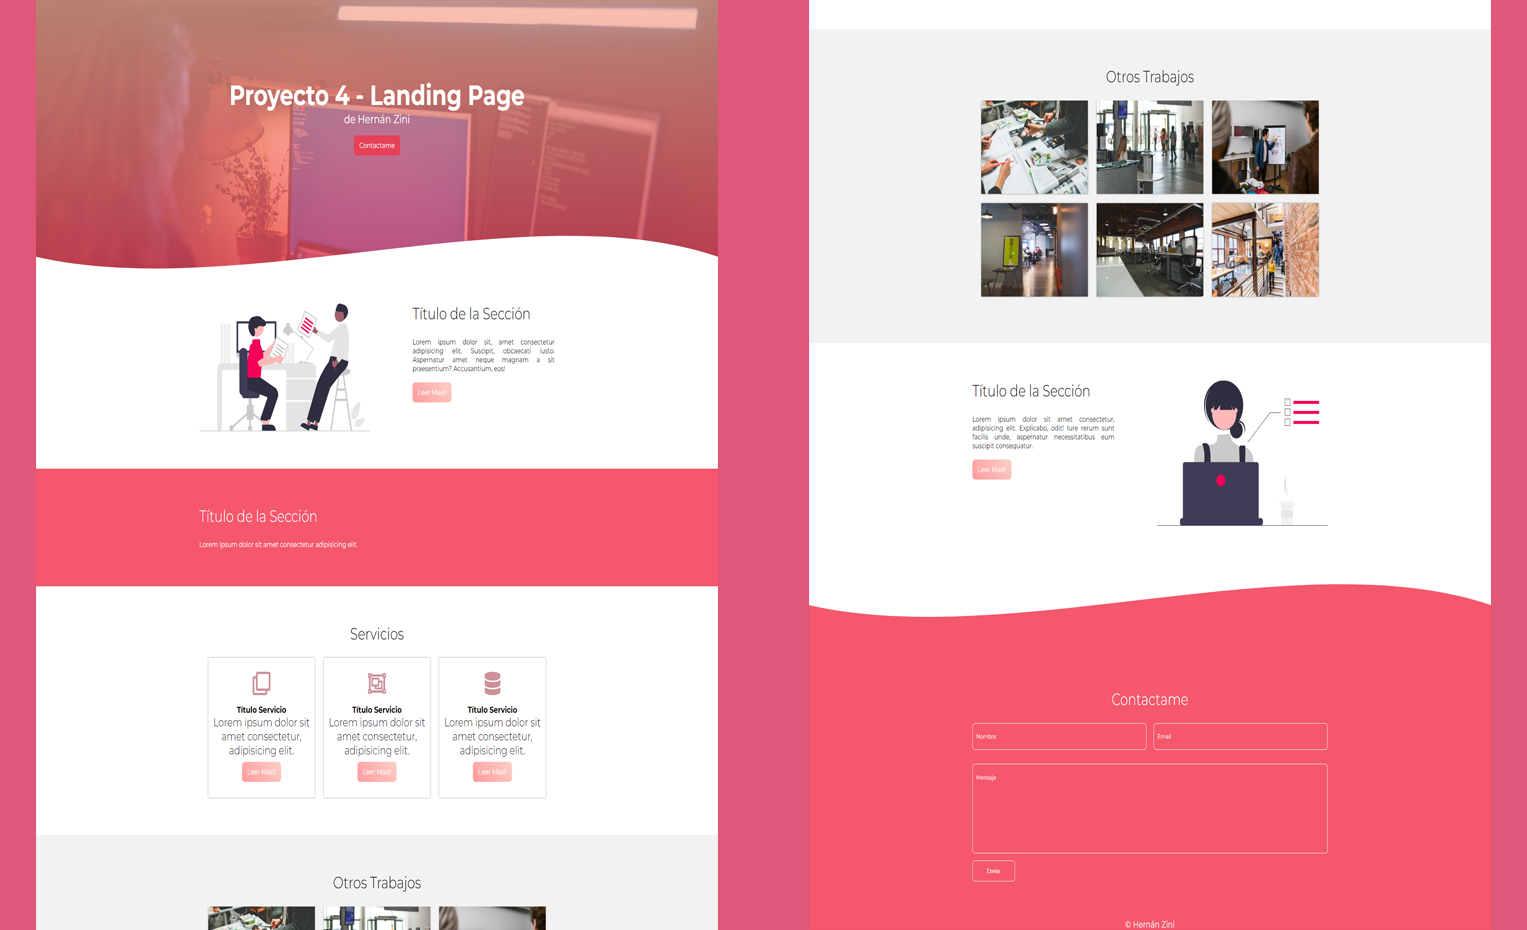 Proyecto 4 - Landing Page
de Hernán Zini
Contactame
Título de la Sección
Lorem ipsum dolor sit, amet consectetur
adipisicing elit. Suscipit, obcaecati iusto.
Aspernatur amet neque magnam a sit
praesentium? Accusantium, eos!
Leer Mas!!
Título de la Sección
Lorem ipsum dolor sit amet consectetur adipisicing elit.
Servicios
Título Servicio
Lorem ipsum dolor sit
amet consectetur,
adipisicing elit.
Leer Mas!!
Título Servicio
Lorem ipsum dolor sit
amet consectetur,
adipisicing elit.
Leer Mas!!
Título Servicio
Lorem ipsum dolor sit
amet consectetur,
adipisicing elit.
Leer Mas!!
Otros Trabajos
Otros Trabajos
Título de la Sección
Lorem ipsum dolor sit amet consectetur,
adipisicing elit. Explicabo, odit! Iure rerum sunt
facilis unde, aspernatur necessitatibus eum
suscipit consequatur.
Leer Mas!!
Contactame
Nombre
Email
Mensaje
Enviar
© Hernán Zini